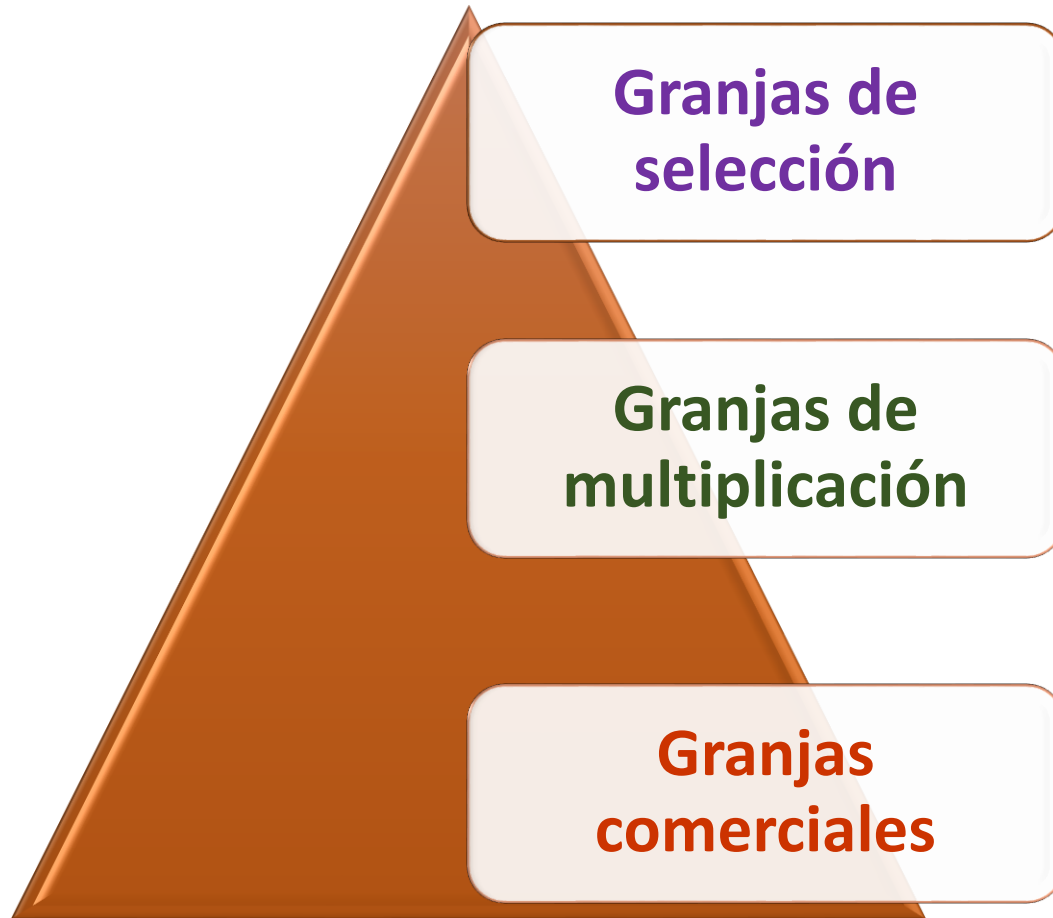 Granjas de
selección
Granjas de
multiplicación
Granjas
comerciales